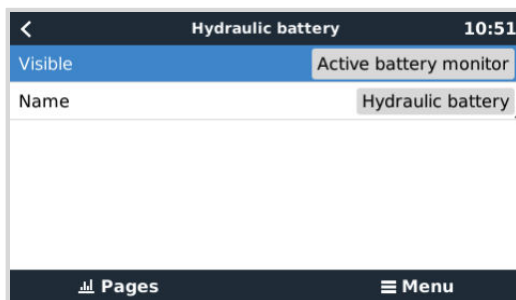 Hydraulic battery 10:51
Visible Active battery monitor
Name Hydraulic battery
Pages Menu